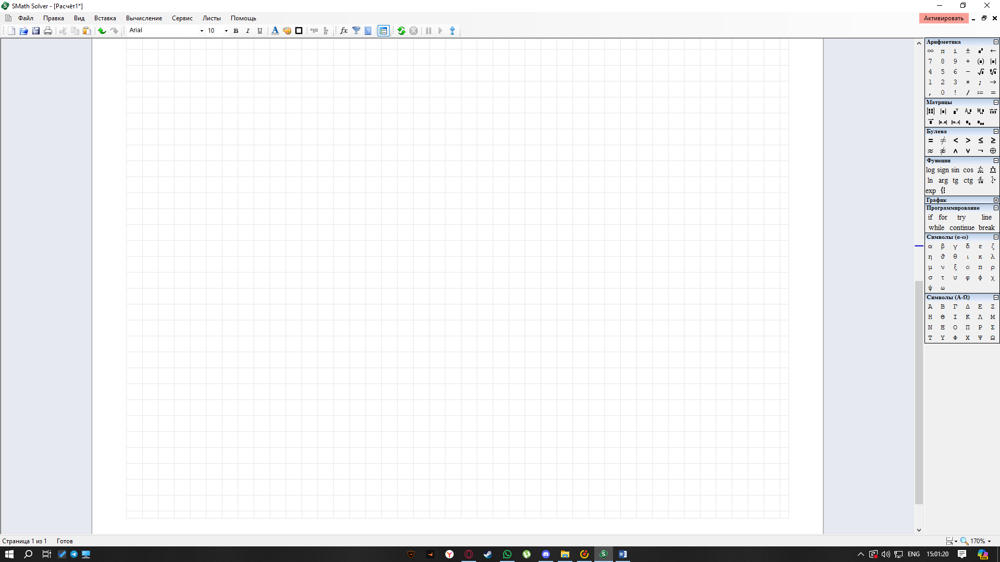 SMath Solver - [Расчёт1*]
Файл Правка Вид Вставка Вычисление Сервис Листы Помощь
Активировать
Arial 10 B I U A fx
Арифметика
∞ π i ± ←
7 8 9 + (∎) |∎|
4 5 6 − √
1 2 3 × ; →
, 0 ! / := =
Матрицы
Булева
= ≠ < > ≤ ≥
≈ ≉ ∧ ∨ ¬ ⊕
Функции
log sign sin cos
ln arg tg ctg
exp
График
Программирование
if for try line
while continue break
Символы (α-ω)
α β γ δ ε ζ
η ϑ θ ι κ λ
μ ν ξ ο π ρ
σ τ υ φ ϕ χ
ψ ω
Символы (Α-Ω)
Α Β Γ Δ Ε Ζ
Η Θ Ι Κ Λ Μ
Ν Ξ Ο Π Ρ Σ
Τ Υ Φ Χ Ψ Ω
Страница 1 из 1 Готов
170%
ENG 15:01:20